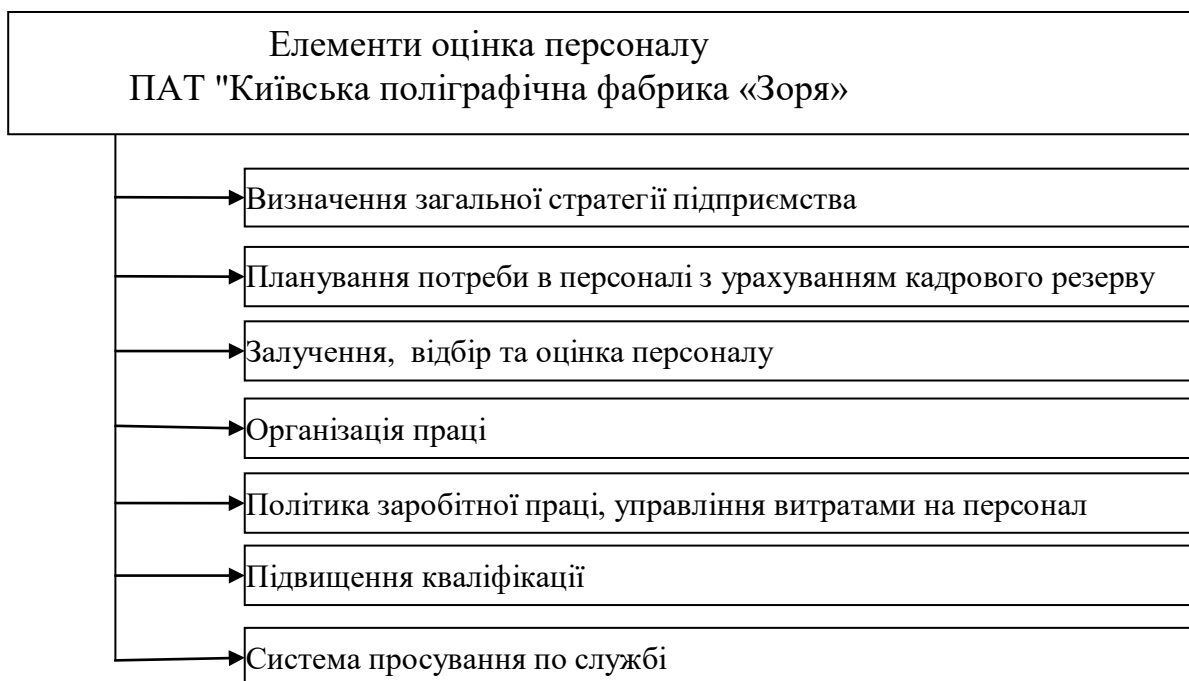 Елементи оцінка персоналу
ПАТ "Київська поліграфічна фабрика «Зоря»
Визначення загальної стратегії підприємства
Планування потреби в персоналі з урахуванням кадрового резерву
Залучення, відбір та оцінка персоналу
Організація праці
Політика заробітної праці, управління витратами на персонал
Підвищення кваліфікації
Система просування по службі